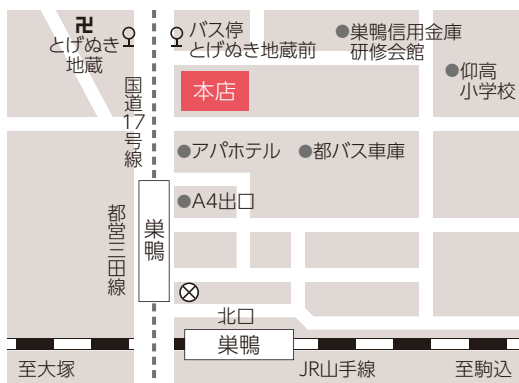 卍
とげぬき
地蔵
バス停
とげぬき地蔵前
巣鴨信用金庫
研修会館
仰高
小学校
国道17号線
本店
アパホテル
都バス車庫
A4出口
都営三田線
巣鴨
北口
巣鴨
至大塚
JR山手線
至駒込